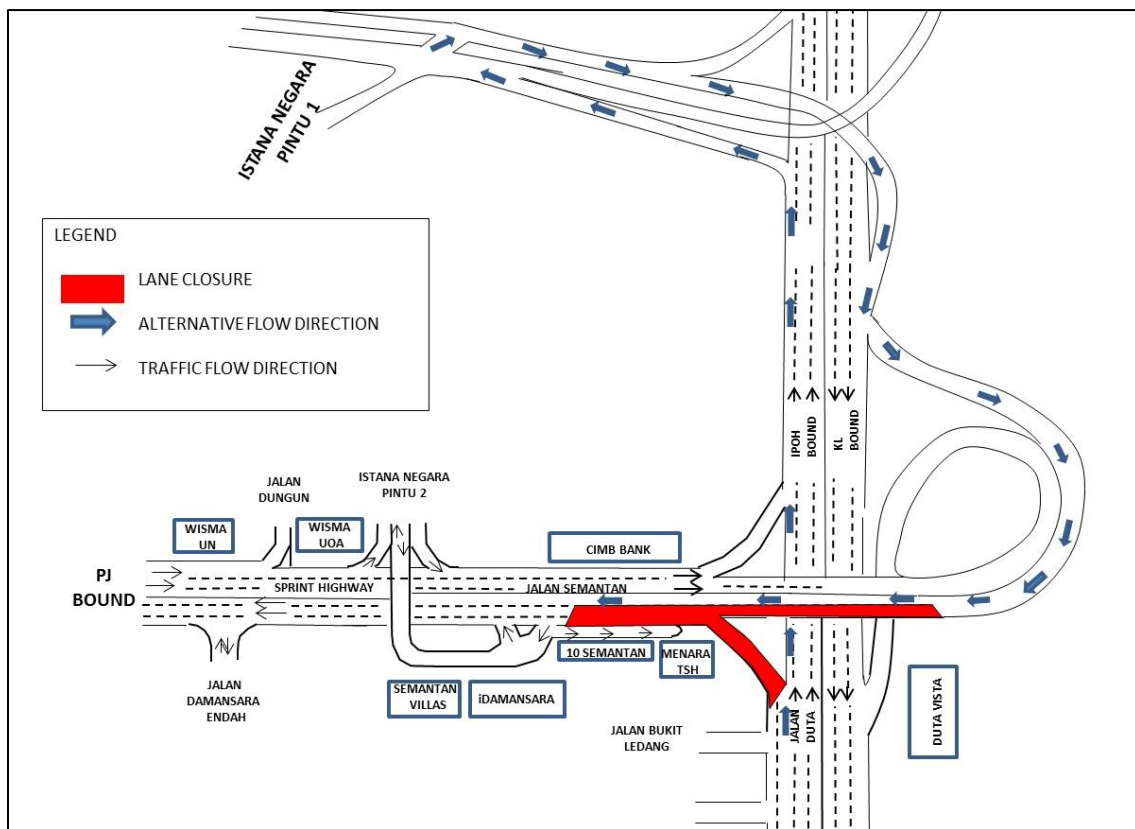 ISTANA NEGARA
PINTU 1
LEGEND
LANE CLOSURE
ALTERNATIVE FLOW DIRECTION
TRAFFIC FLOW DIRECTION
IPOH
BOUND
KL
BOUND
JALAN
DUNGUN
ISTANA NEGARA
PINTU 2
WISMA
UN
WISMA
UOA
CIMB BANK
PJ
BOUND
SPRINT HIGHWAY
JALAN SEMANTAN
10 SEMANTAN
MENARA
TSH
SEMANTAN
VILLAS
iDAMANSARA
JALAN
DAMANSARA
ENDAH
JALAN BUKIT
LEDANG
JALAN
DUTA
DUTA VISTA